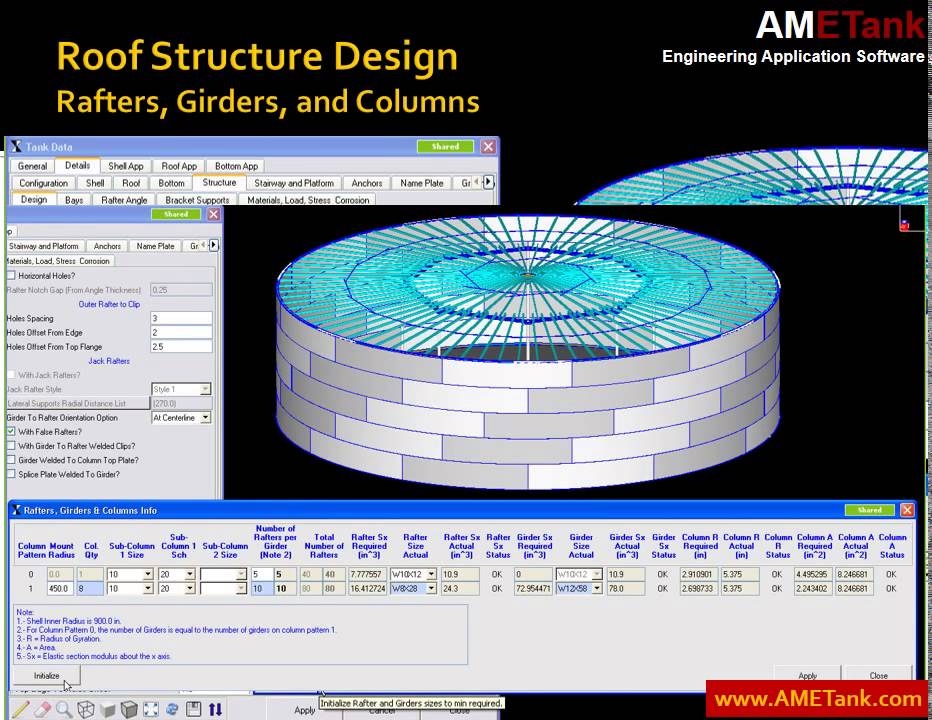 AMETank
Engineering Application Software
Roof Structure Design
Rafters, Girders, and Columns
Tank Data
Shared
General Details Shell App Roof App Bottom App
Configuration Shell Roof Bottom Structure Stairway and Platform Anchors Name Plate Gr
Design Bays Rafter Angle Bracket Supports Materials, Load, Stress Corrosion
Shared
Stairway and Platform Anchors Name Plate Gr
Materials, Load, Stress Corrosion
Horizontal Holes?
Rafter Notch Gap (From Angle Thickness) 0.25
Outer Rafter to Clip
Holes Spacing 3
Holes Offset From Edge 2
Holes Offset From Top Flange 2.5
Jack Rafters
With Jack Rafters?
Jack Rafter Style Style 1
Lateral Supports Radial Distance List (270.0)
Girder To Rafter Orientation Option At Centerline
With False Rafters?
With Girder To Rafter Welded Clips?
Girder Welded To Column Top Plate?
Splice Plate Welded To Girder?
Rafters, Girders & Columns Info
Shared
Column Pattern Mount Radius Col. Qty Sub-Column 1 Size Sub-Column 1 Sch Sub-Column 2 Size Number of Rafters per Girder (Note 2) Total Number of Rafters Rafter Sx Required (in^3) Rafter Size Actual Rafter Sx Actual (in^3) Rafter Sx Status Girder Sx Required (in^3) Girder Size Actual Girder Sx Actual (in^3) Girder Sx Status Column R Required (in) Column R Actual (in) Column R Status Column A Required (in^2) Column A Actual (in^2) Column A Status
0 0.0 1 10 20 5 5 40 40 7.777557 W10X12 10.9 OK 0 W10X12 10.9 OK 2.910901 5.375 OK 4.495295 8.246681 OK
1 450.0 8 10 20 10 10 80 80 16.412724 W8X28 24.3 OK 72.954471 W12X58 78.0 OK 2.698733 5.375 OK 2.243402 8.246681 OK
Note:
1.- Shell Inner Radius is 900.0 in.
2.- For Column Pattern 0, the number of Girders is equal to the number of girders on column pattern 1.
3.- R = Radius of Gyration.
4.- A = Area.
5.- Sx = Elastic section modulus about the x axis.
Initialize
Apply Close
Initialize Rafter and Girders sizes to min required.
Apply Cancel Close
www.AMETank.com